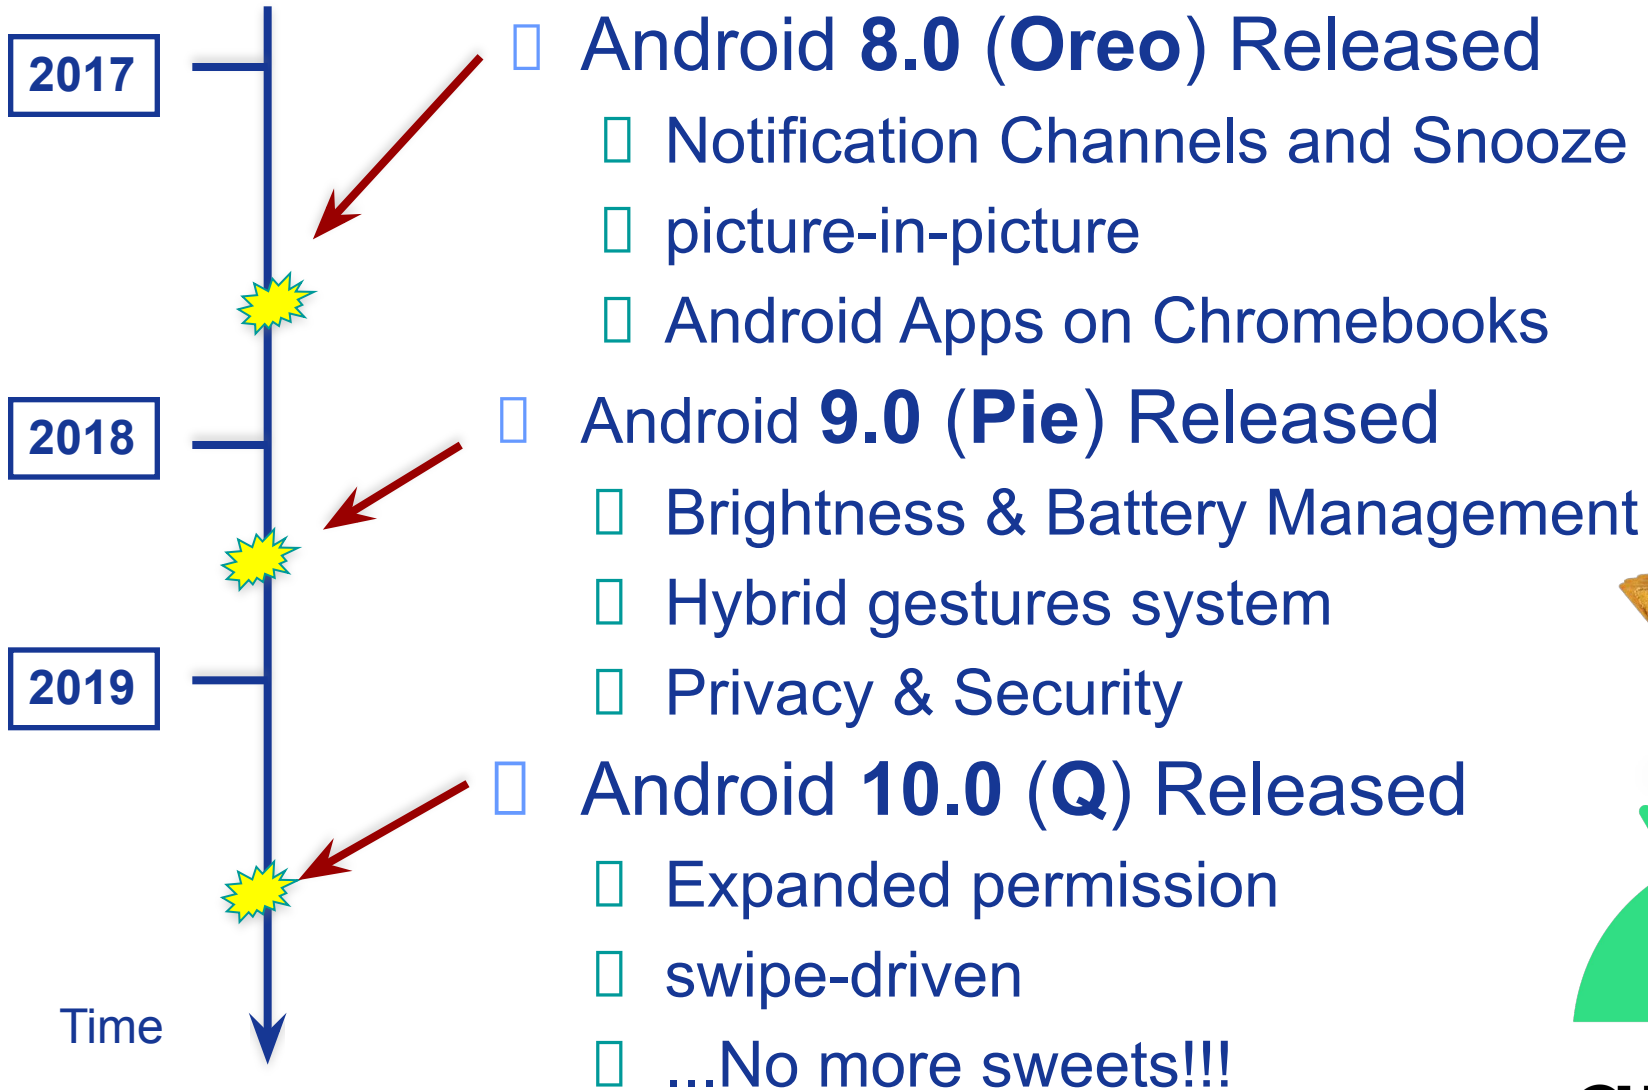 2017
Android 8.0 (Oreo) Released
Notification Channels and Snooze
picture-in-picture
Android Apps on Chromebooks
2018
Android 9.0 (Pie) Released
Brightness & Battery Management
Hybrid gestures system
Privacy & Security
2019
Android 10.0 (Q) Released
Expanded permission
swipe-driven
...No more sweets!!!
Time